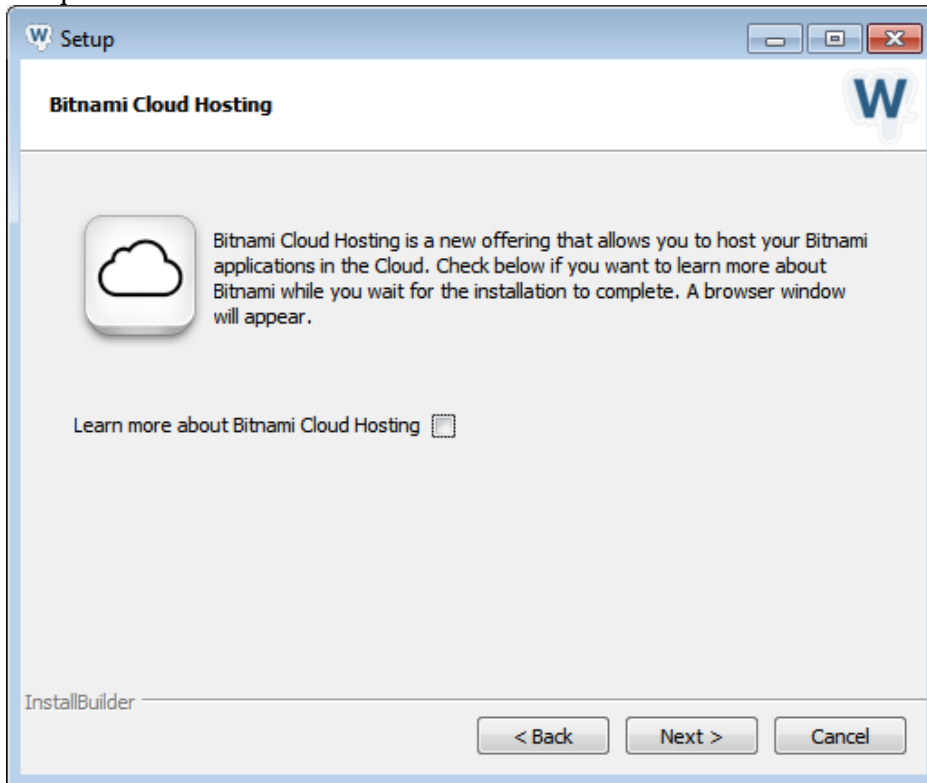 Setup
Bitnami Cloud Hosting
W
Bitnami Cloud Hosting is a new offering that allows you to host your Bitnami
applications in the Cloud. Check below if you want to learn more about
Bitnami while you wait for the installation to complete. A browser window
will appear.
Learn more about Bitnami Cloud Hosting
InstallBuilder
< Back
Next >
Cancel